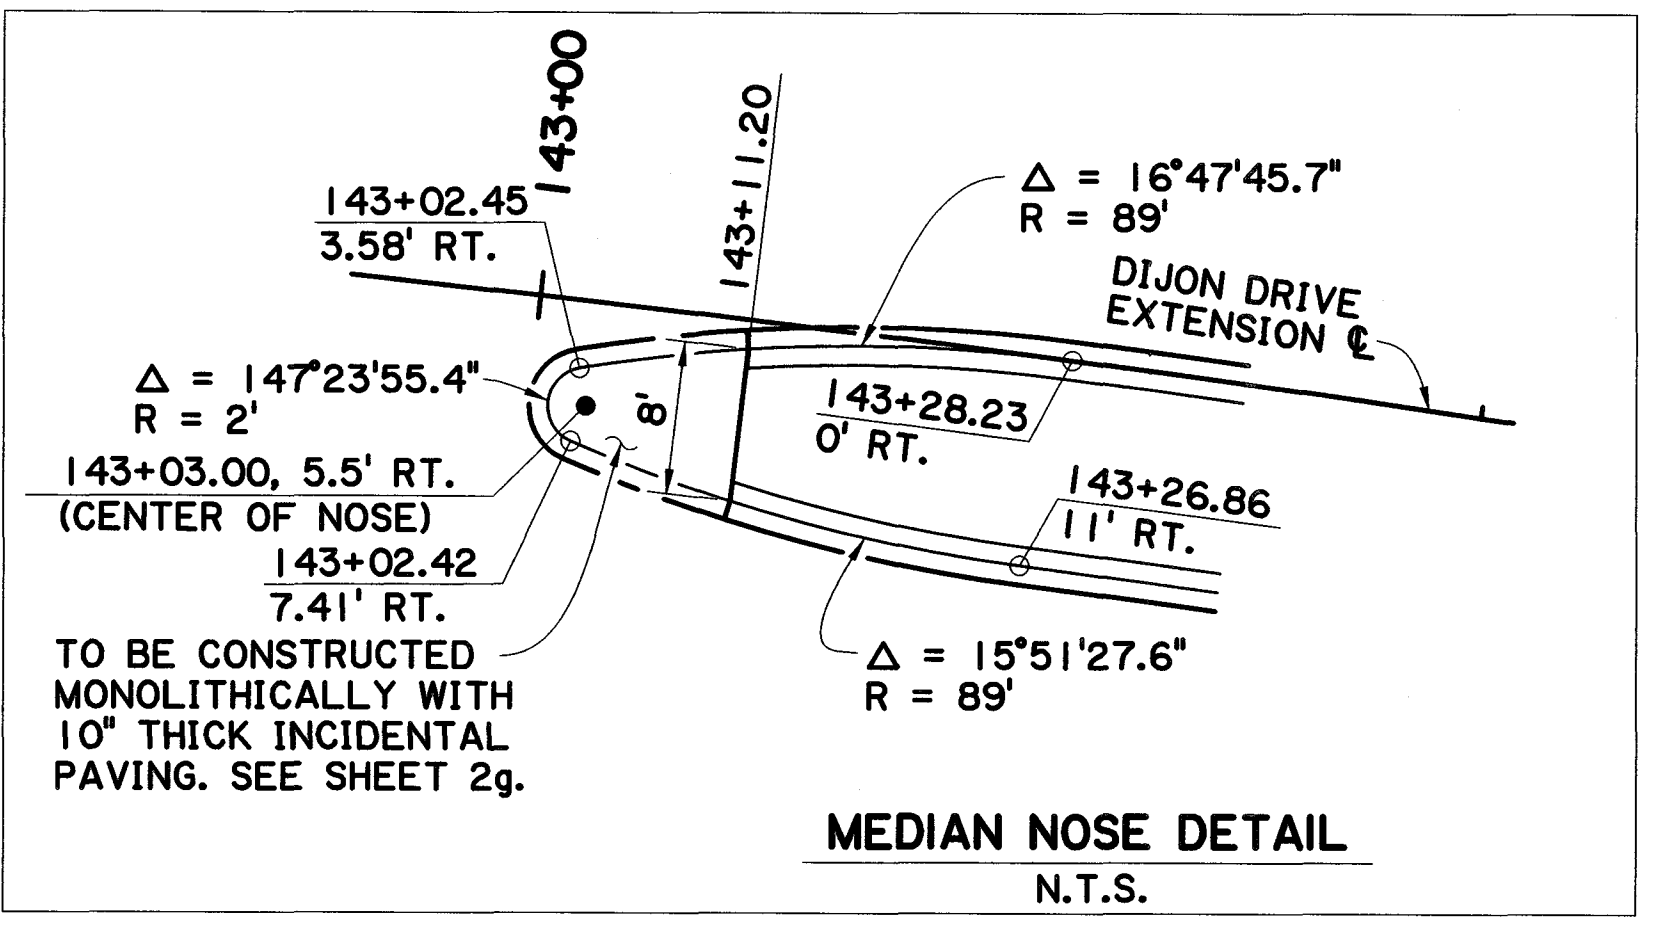 143+00
143+11.20
143+02.45
3.58' RT.
Δ = 16°47'45.7"
R = 89'
DIJON DRIVE
EXTENSION ℄
Δ = 147°23'55.4"
R = 2'
8'
143+28.23
0' RT.
143+03.00, 5.5' RT.
(CENTER OF NOSE)
143+26.86
11' RT.
143+02.42
7.41' RT.
TO BE CONSTRUCTED
MONOLITHICALLY WITH
10" THICK INCIDENTAL
PAVING. SEE SHEET 2g.
Δ = 15°51'27.6"
R = 89'
MEDIAN NOSE DETAIL
N.T.S.